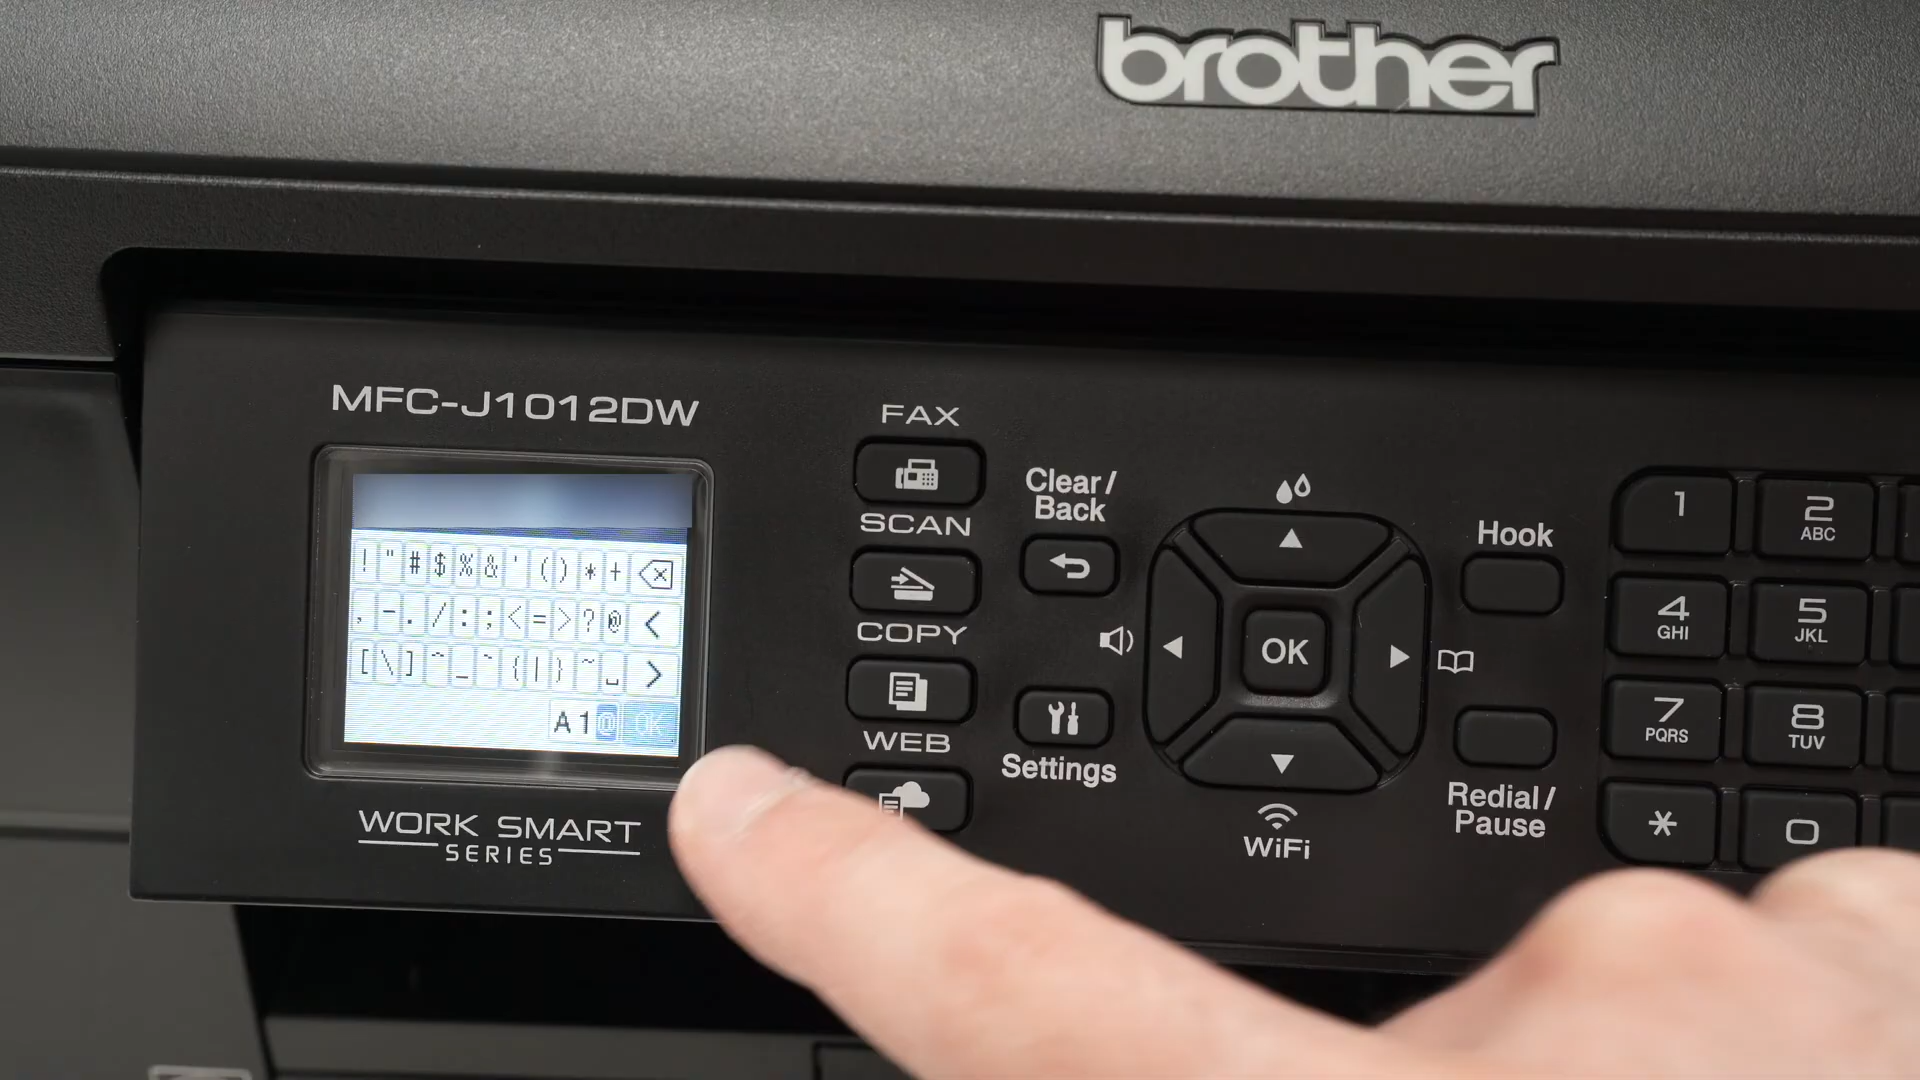 brother
MFC-J1012DW
! " # $ % & ' ( ) * +
, - . / : ; < = > ? @ <
[ \ ] ^ _ ` { | } ~ ␣ >
A 1 @ OK
WORK SMART
SERIES
FAX
SCAN
COPY
WEB
Clear/
Back
Settings
OK
WiFi
Hook
Redial/
Pause
1
2
ABC
4
GHI
5
JKL
7
PQRS
8
TUV
*
0